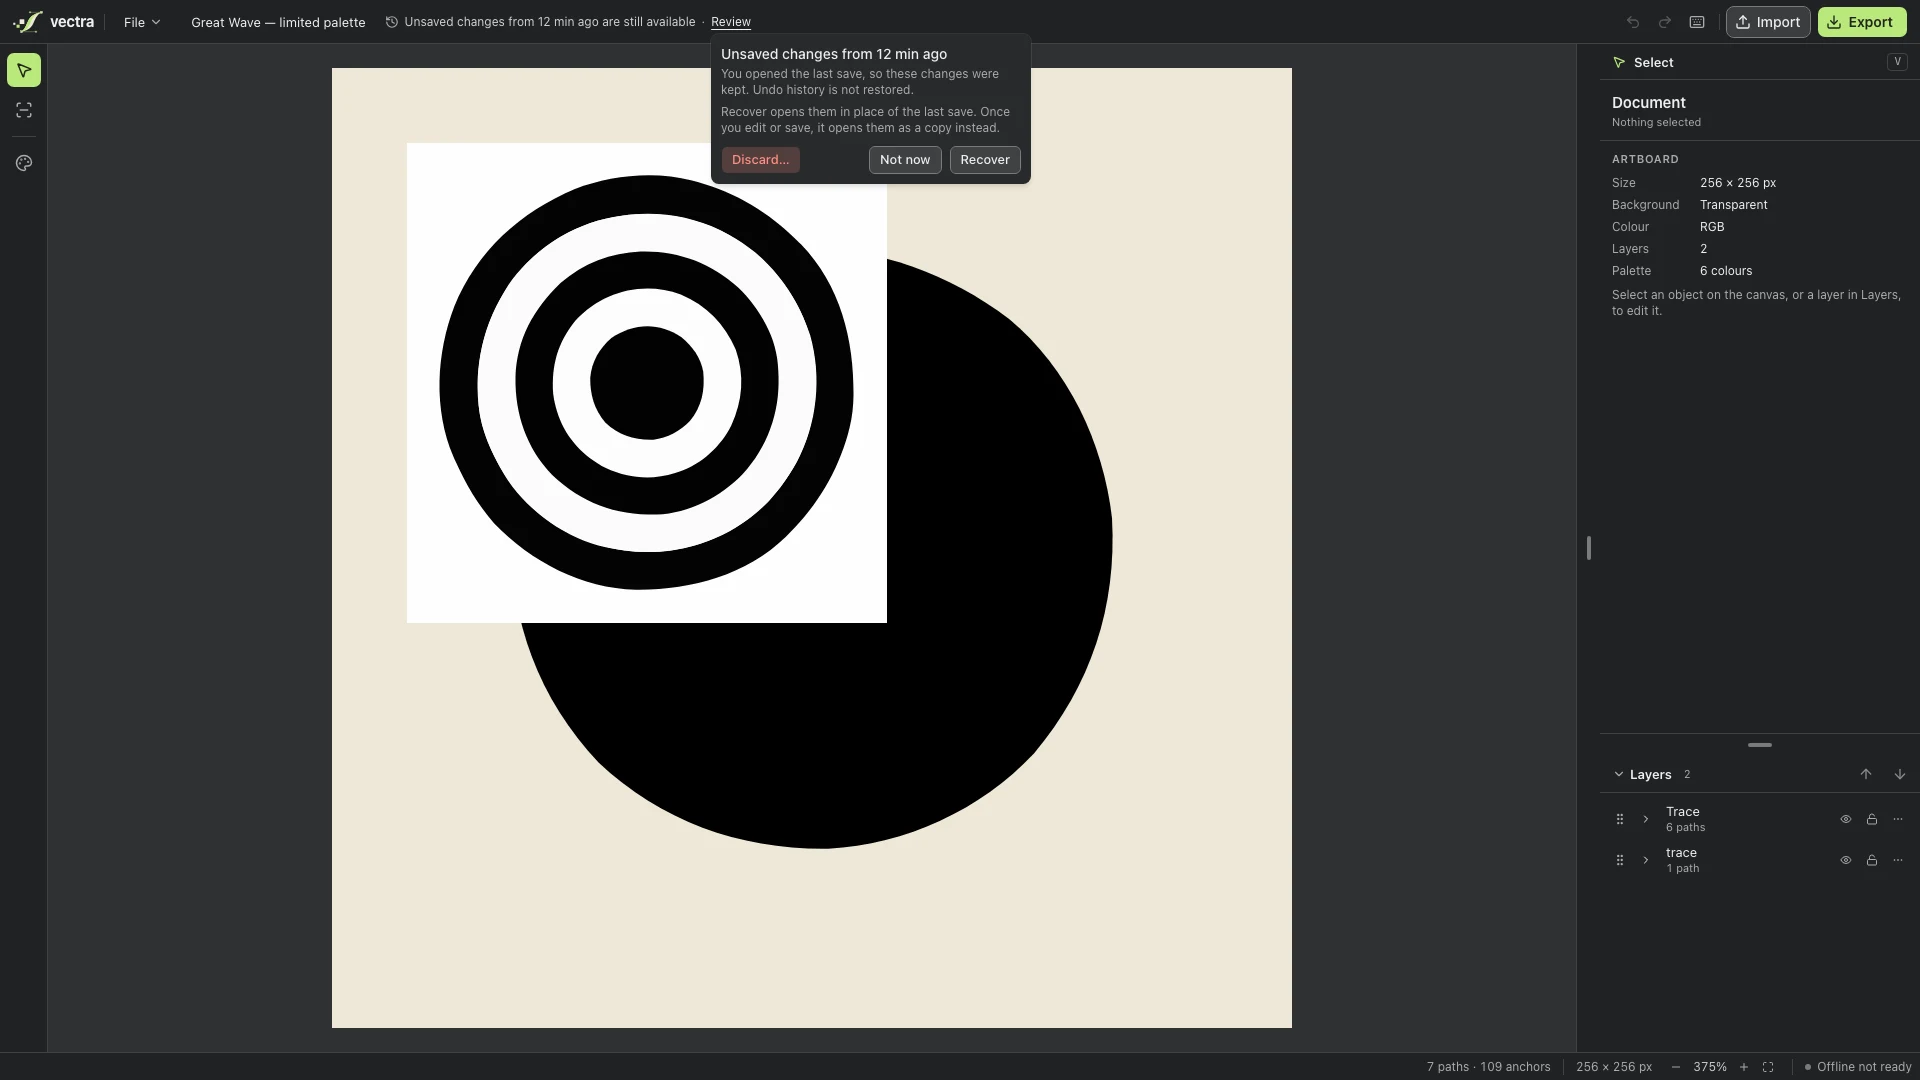 vectra
File
Great Wave — limited palette
Unsaved changes from 12 min ago are still available · Review
Import
Export
Unsaved changes from 12 min ago
You opened the last save, so these changes were
kept. Undo history is not restored.
Recover opens them in place of the last save. Once
you edit or save, it opens them as a copy instead.
Discard...
Not now
Recover
Select
V
Document
Nothing selected
ARTBOARD
Size 256 × 256 px
Background Transparent
Colour RGB
Layers 2
Palette 6 colours
Select an object on the canvas, or a layer in Layers,
to edit it.
Layers 2
Trace
6 paths
trace
1 path
7 paths · 109 anchors
256 × 256 px
375%
Offline not ready